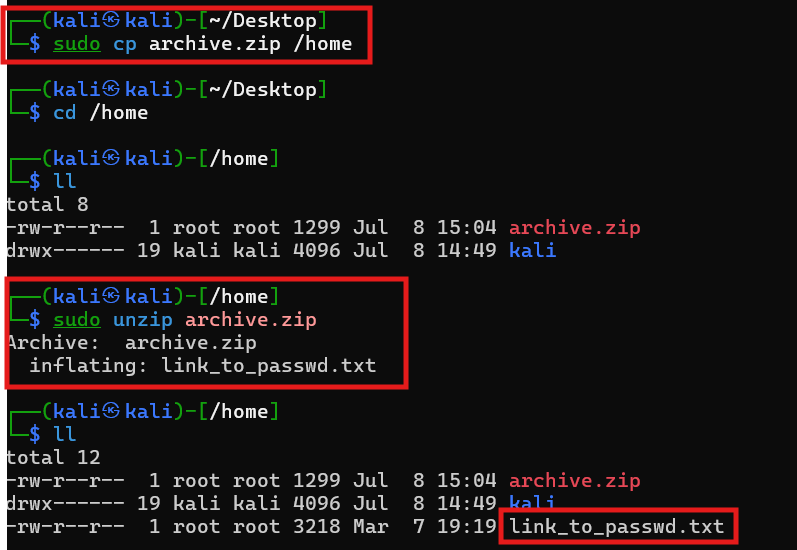 ┌──(kali㉿kali)-[~/Desktop]
└─$ sudo cp archive.zip /home
┌──(kali㉿kali)-[~/Desktop]
└─$ cd /home
┌──(kali㉿kali)-[/home]
└─$ ll
total 8
-rw-r--r--  1 root root 1299 Jul  8 15:04 archive.zip
drwx------ 19 kali kali 4096 Jul  8 14:49 kali
┌──(kali㉿kali)-[/home]
└─$ sudo unzip archive.zip
Archive:  archive.zip
  inflating: link_to_passwd.txt
┌──(kali㉿kali)-[/home]
└─$ ll
total 12
-rw-r--r--  1 root root 1299 Jul  8 15:04 archive.zip
drwx------ 19 kali kali 4096 Jul  8 14:49 kali
-rw-r--r--  1 root root 3218 Mar  7 19:19 link_to_passwd.txt